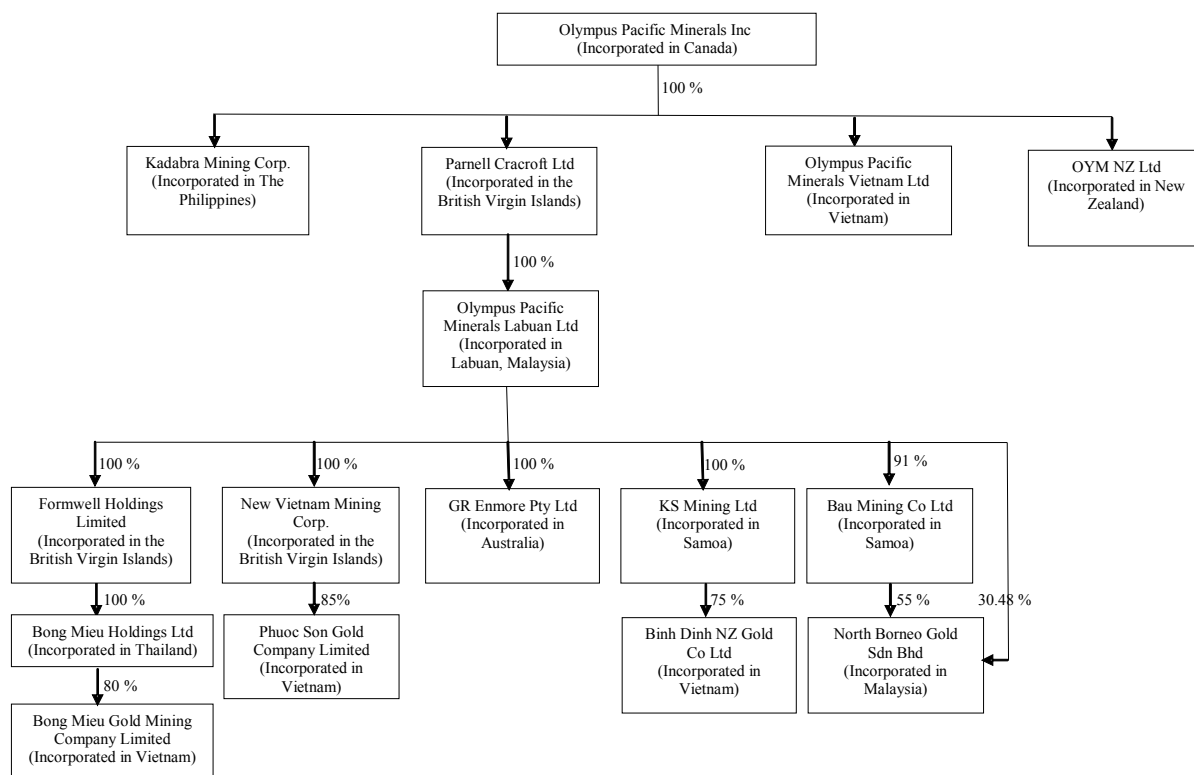 Olympus Pacific Minerals Inc
(Incorporated in Canada)
100 %
Kadabra Mining Corp.
(Incorporated in The
Philippines)
Parnell Cracroft Ltd
(Incorporated in the
British Virgin Islands)
Olympus Pacific
Minerals Vietnam Ltd
(Incorporated in
Vietnam)
OYM NZ Ltd
(Incorporated in New
Zealand)
100 %
Olympus Pacific
Minerals Labuan Ltd
(Incorporated in
Labuan, Malaysia)
100 %
100 %
100 %
100 %
91 %
Formwell Holdings
Limited
(Incorporated in the
British Virgin Islands)
New Vietnam Mining
Corp.
(Incorporated in the
British Virgin Islands)
GR Enmore Pty Ltd
(Incorporated in
Australia)
KS Mining Ltd
(Incorporated in
Samoa)
Bau Mining Co Ltd
(Incorporated in
Samoa)
100 %
85%
75 %
55 %
30.48 %
Bong Mieu Holdings Ltd
(Incorporated in Thailand)
Phuoc Son Gold
Company Limited
(Incorporated in
Vietnam)
Binh Dinh NZ Gold
Co Ltd
(Incorporated in
Vietnam)
North Borneo Gold
Sdn Bhd
(Incorporated in
Malaysia)
80 %
Bong Mieu Gold Mining
Company Limited
(Incorporated in Vietnam)